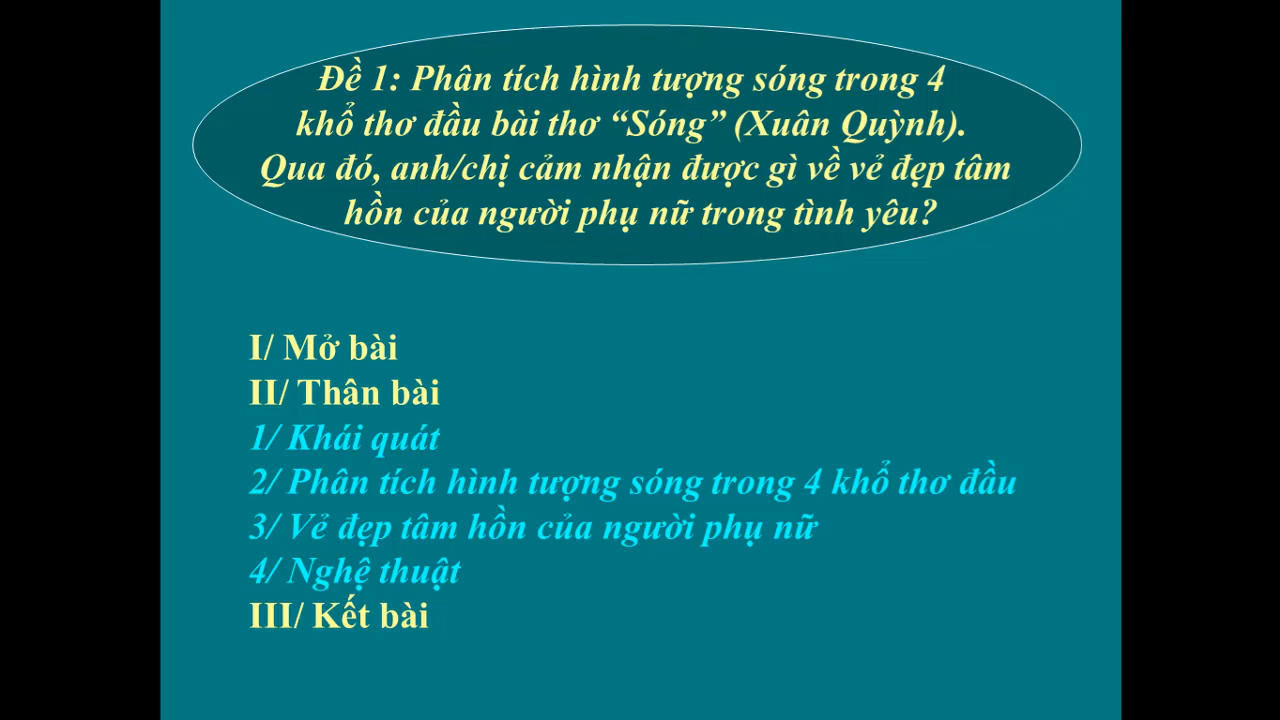 Đề 1: Phân tích hình tượng sóng trong 4
khổ thơ đầu bài thơ “Sóng” (Xuân Quỳnh).
Qua đó, anh/chị cảm nhận được gì về vẻ đẹp tâm
hồn của người phụ nữ trong tình yêu?
I/ Mở bài
II/ Thân bài
1/ Khái quát
2/ Phân tích hình tượng sóng trong 4 khổ thơ đầu
3/ Vẻ đẹp tâm hồn của người phụ nữ
4/ Nghệ thuật
III/ Kết bài